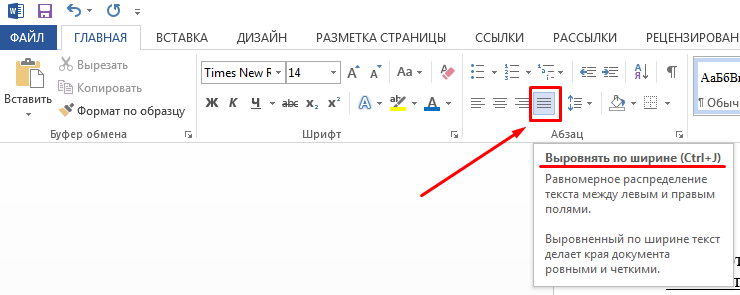 ФАЙЛ ГЛАВНАЯ ВСТАВКА ДИЗАЙН РАЗМЕТКА СТРАНИЦЫ ССЫЛКИ РАССЫЛКИ РЕЦЕНЗИРОВАН
Вставить
Вырезать
Копировать
Формат по образцу
Буфер обмена
Times New R 14 Aa
Ж К Ч abc x₂ x² A A
Шрифт
Абзац
АаБбВ
¶ Обыч
Выровнять по ширине (Ctrl+J)
Равномерное распределение
текста между левым и правым
полями.
Выровненный по ширине текст
делает края документа
ровными и четкими.